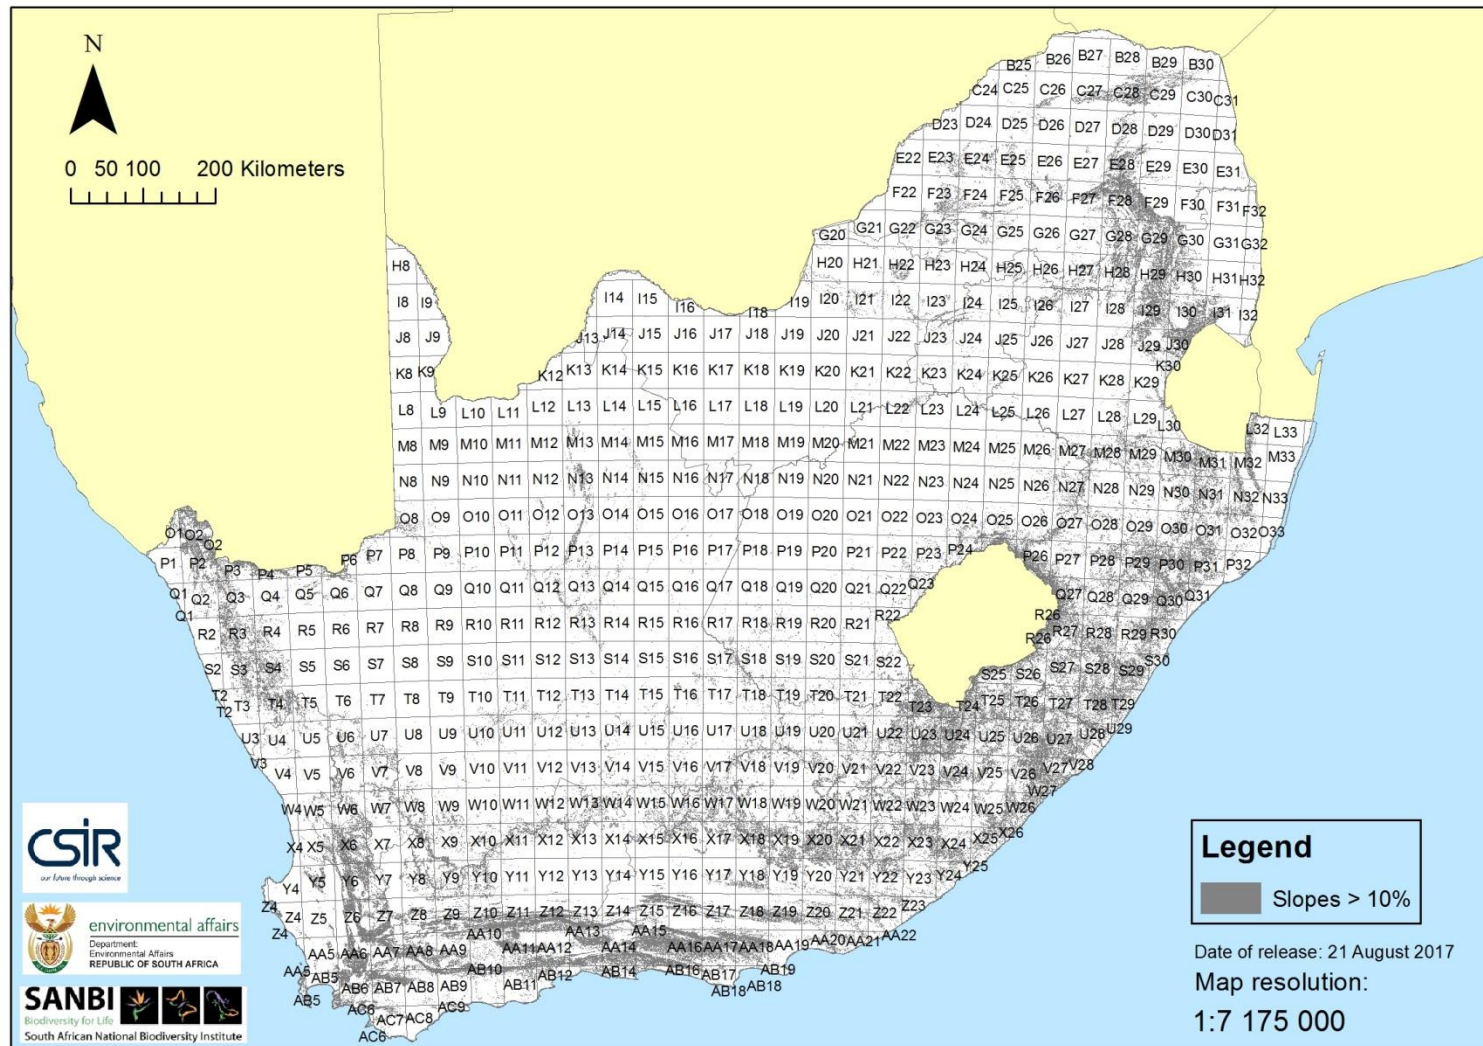 N
0 50 100 200 Kilometers
B25 B26 B27 B28 B29 B30
C24 C25 C26 C27 C28 C29 C30 C31
D23 D24 D25 D26 D27 D28 D29 D30 D31
E22 E23 E24 E25 E26 E27 E28 E29 E30 E31
F22 F23 F24 F25 F26 F27 F28 F29 F30 F31 F32
G20 G21 G22 G23 G24 G25 G26 G27 G28 G29 G30 G31 G32
H8 H20 H21 H22 H23 H24 H25 H26 H27 H28 H29 H30 H31 H32
I8 I9 I14 I15 I16 I18 I19 I20 I21 I22 I23 I24 I25 I26 I27 I28 I29 I30 I31 I32
J8 J9 J13 J14 J15 J16 J17 J18 J19 J20 J21 J22 J23 J24 J25 J26 J27 J28 J29 J30
K8 K9 K12 K13 K14 K15 K16 K17 K18 K19 K20 K21 K22 K23 K24 K25 K26 K27 K28 K29 K30
L8 L9 L10 L11 L12 L13 L14 L15 L16 L17 L18 L19 L20 L21 L22 L23 L24 L25 L26 L27 L28 L29 L30 L32 L33
M8 M9 M10 M11 M12 M13 M14 M15 M16 M17 M18 M19 M20 M21 M22 M23 M24 M25 M26 M27 M28 M29 M30 M31 M32 M33
N8 N9 N10 N11 N12 N13 N14 N15 N16 N17 N18 N19 N20 N21 N22 N23 N24 N25 N26 N27 N28 N29 N30 N31 N32 N33
O1 O2 O2 O8 O9 O10 O11 O12 O13 O14 O15 O16 O17 O18 O19 O20 O21 O22 O23 O24 O25 O26 O27 O28 O29 O30 O31 O32 O33
P1 P2 P3 P4 P5 P6 P7 P8 P9 P10 P11 P12 P13 P14 P15 P16 P17 P18 P19 P20 P21 P22 P23 P24 P26 P27 P28 P29 P30 P31 P32
Q1 Q1 Q2 Q3 Q4 Q5 Q6 Q7 Q8 Q9 Q10 Q11 Q12 Q13 Q14 Q15 Q16 Q17 Q18 Q19 Q20 Q21 Q22 Q23 Q27 Q28 Q29 Q30 Q31
R2 R3 R4 R5 R6 R7 R8 R9 R10 R11 R12 R13 R14 R15 R16 R17 R18 R19 R20 R21 R22 R26 R26 R27 R28 R29 R30
S2 S3 S4 S5 S6 S7 S8 S9 S10 S11 S12 S13 S14 S15 S16 S17 S18 S19 S20 S21 S22 S25 S26 S27 S28 S29 S30
T2 T2 T3 T4 T5 T6 T7 T8 T9 T10 T11 T12 T13 T14 T15 T16 T17 T18 T19 T20 T21 T22 T23 T24 T25 T26 T27 T28 T29
U3 U4 U5 U6 U7 U8 U9 U10 U11 U12 U13 U14 U15 U16 U17 U18 U19 U20 U21 U22 U23 U24 U25 U26 U27 U28 U29
V3 V4 V5 V6 V7 V8 V9 V10 V11 V12 V13 V14 V15 V16 V17 V18 V19 V20 V21 V22 V23 V24 V25 V26 V27 V28
W4 W5 W6 W7 W8 W9 W10 W11 W12 W13 W14 W15 W16 W17 W18 W19 W20 W21 W22 W23 W24 W25 W26 W27
X4 X5 X6 X7 X8 X9 X10 X11 X12 X13 X14 X15 X16 X17 X18 X19 X20 X21 X22 X23 X24 X25 X26
Y4 Y5 Y6 Y7 Y8 Y9 Y10 Y11 Y12 Y13 Y14 Y15 Y16 Y17 Y18 Y19 Y20 Y21 Y22 Y23 Y24 Y25
Z4 Z4 Z4 Z5 Z6 Z7 Z8 Z9 Z10 Z11 Z12 Z13 Z14 Z15 Z16 Z17 Z18 Z19 Z20 Z21 Z22 Z23
AA5 AA5 AA6 AA7 AA8 AA9 AA10 AA11 AA12 AA13 AA14 AA15 AA16 AA17 AA18 AA19 AA20 AA21 AA22
AB5 AB5 AB6 AB7 AB8 AB9 AB10 AB11 AB12 AB14 AB16 AB17 AB18 AB18 AB19
AC6 AC6 AC7 AC8 AC9
CSIR
our future through science
environmental affairs
Department:
Environmental Affairs
REPUBLIC OF SOUTH AFRICA
SANBI
Biodiversity for Life
South African National Biodiversity Institute
Legend
Slopes > 10%
Date of release: 21 August 2017
Map resolution:
1:7 175 000